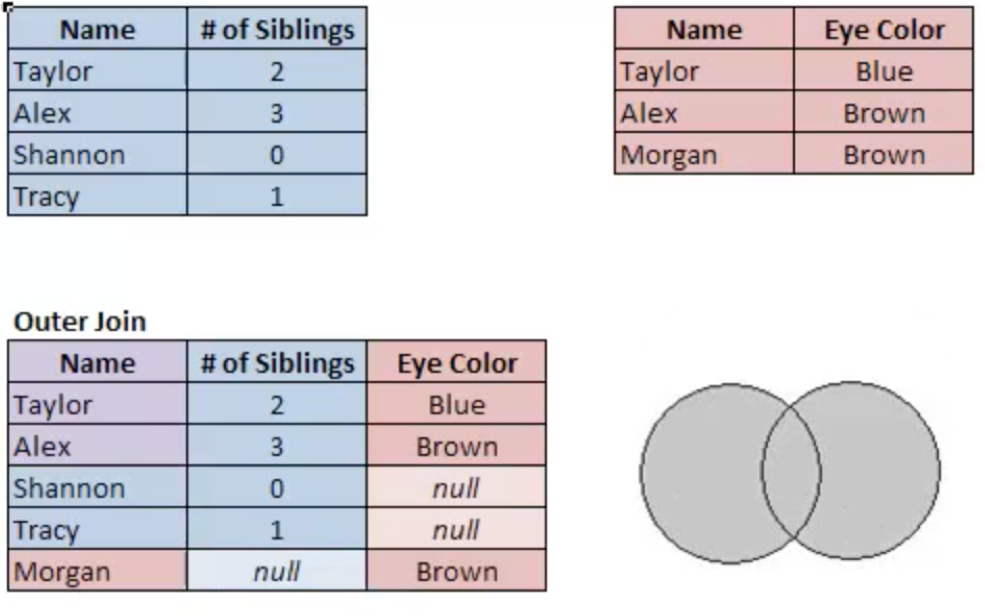 Name # of Siblings
Taylor 2
Alex 3
Shannon 0
Tracy 1
Name Eye Color
Taylor Blue
Alex Brown
Morgan Brown
Outer Join
Name # of Siblings Eye Color
Taylor 2 Blue
Alex 3 Brown
Shannon 0 null
Tracy 1 null
Morgan null Brown